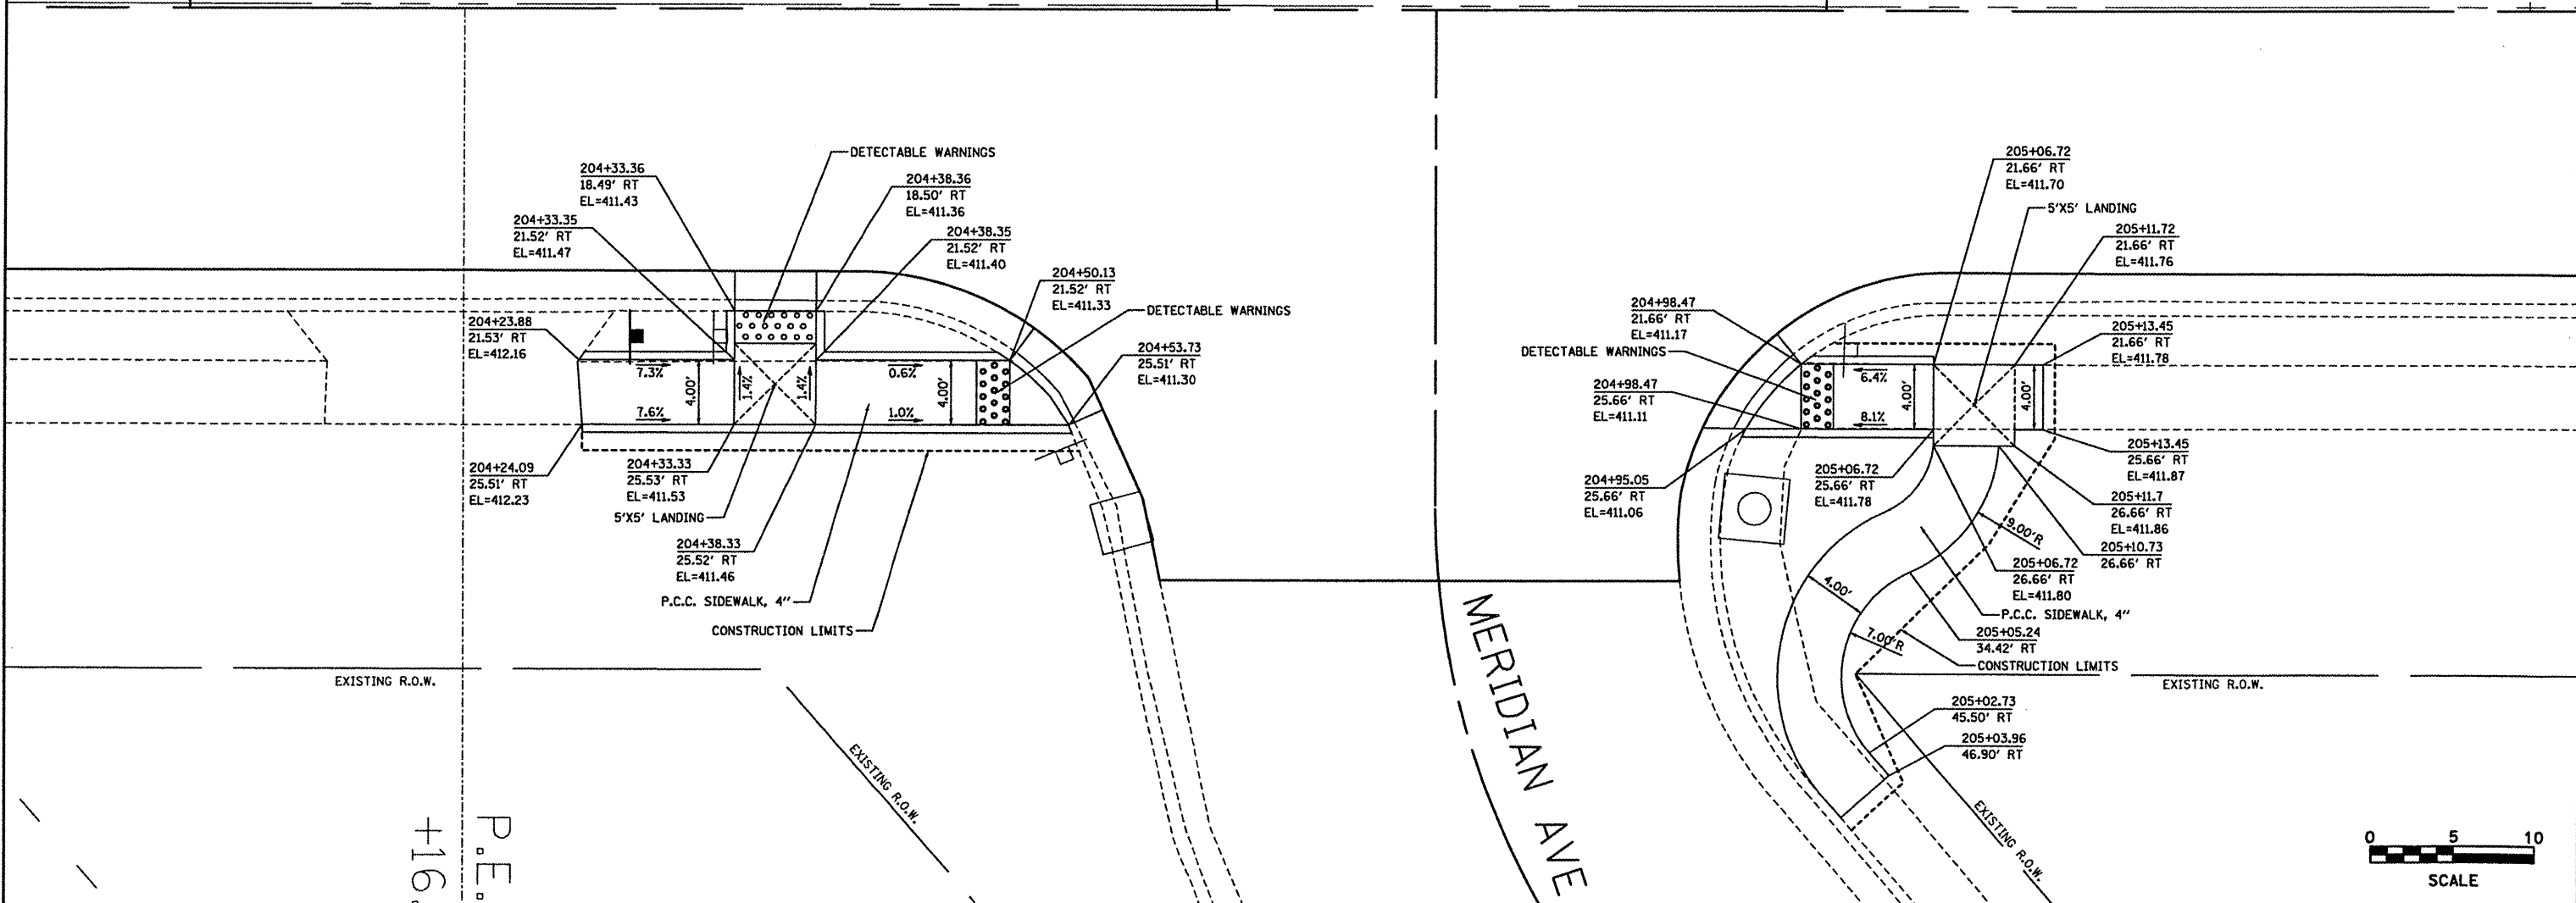 DETECTABLE WARNINGS
204+33.36
18.49' RT
EL=411.43
204+38.36
18.50' RT
EL=411.36
204+33.35
21.52' RT
EL=411.47
204+38.35
21.52' RT
EL=411.40
204+50.13
21.52' RT
EL=411.33
DETECTABLE WARNINGS
204+23.88
21.53' RT
EL=412.16
204+53.73
25.51' RT
EL=411.30
7.3%
4.00'
1.4%
1.4%
0.6%
4.00'
7.6%
1.0%
204+24.09
25.51' RT
EL=412.23
204+33.33
25.53' RT
EL=411.53
5'X5' LANDING
204+38.33
25.52' RT
EL=411.46
P.C.C. SIDEWALK, 4"
CONSTRUCTION LIMITS
EXISTING R.O.W.
EXISTING R.O.W.
P.E.
+16.
MERIDIAN AVE
205+06.72
21.66' RT
EL=411.70
5'X5' LANDING
205+11.72
21.66' RT
EL=411.76
204+98.47
21.66' RT
EL=411.17
DETECTABLE WARNINGS
205+13.45
21.66' RT
EL=411.78
204+98.47
25.66' RT
EL=411.11
6.4%
4.00'
4.00'
8.1%
204+95.05
25.66' RT
EL=411.06
205+06.72
25.66' RT
EL=411.78
205+13.45
25.66' RT
EL=411.87
205+11.7
26.66' RT
EL=411.86
9.00'R
205+10.73
26.66' RT
205+06.72
26.66' RT
EL=411.80
4.00'
P.C.C. SIDEWALK, 4"
205+05.24
34.42' RT
7.00'R
CONSTRUCTION LIMITS
EXISTING R.O.W.
205+02.73
45.50' RT
205+03.96
46.90' RT
EXISTING R.O.W.
0 5 10
SCALE